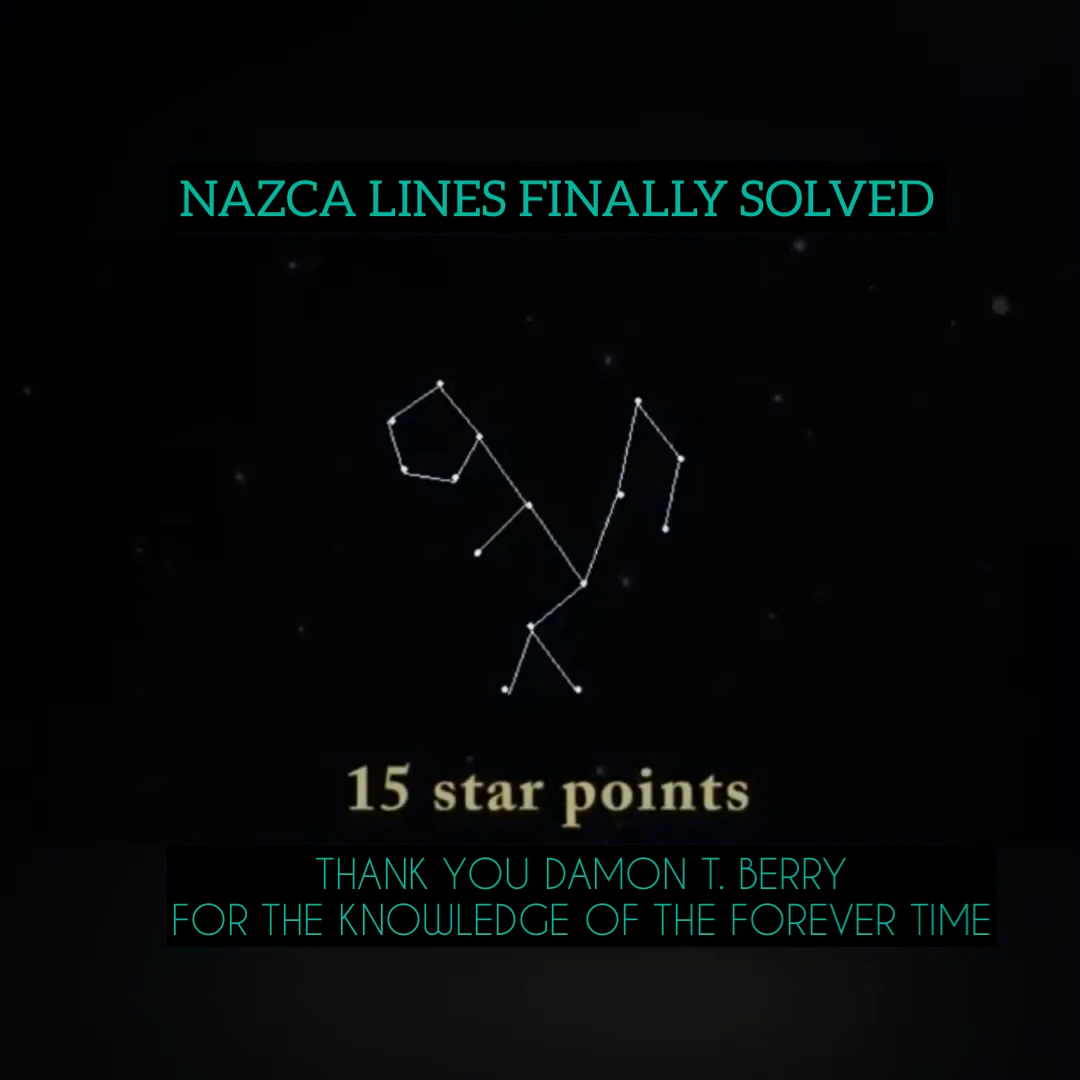 NAZCA LINES FINALLY SOLVED
15 star points
THANK YOU DAMON T. BERRY
FOR THE KNOWLEDGE OF THE FOREVER TIME